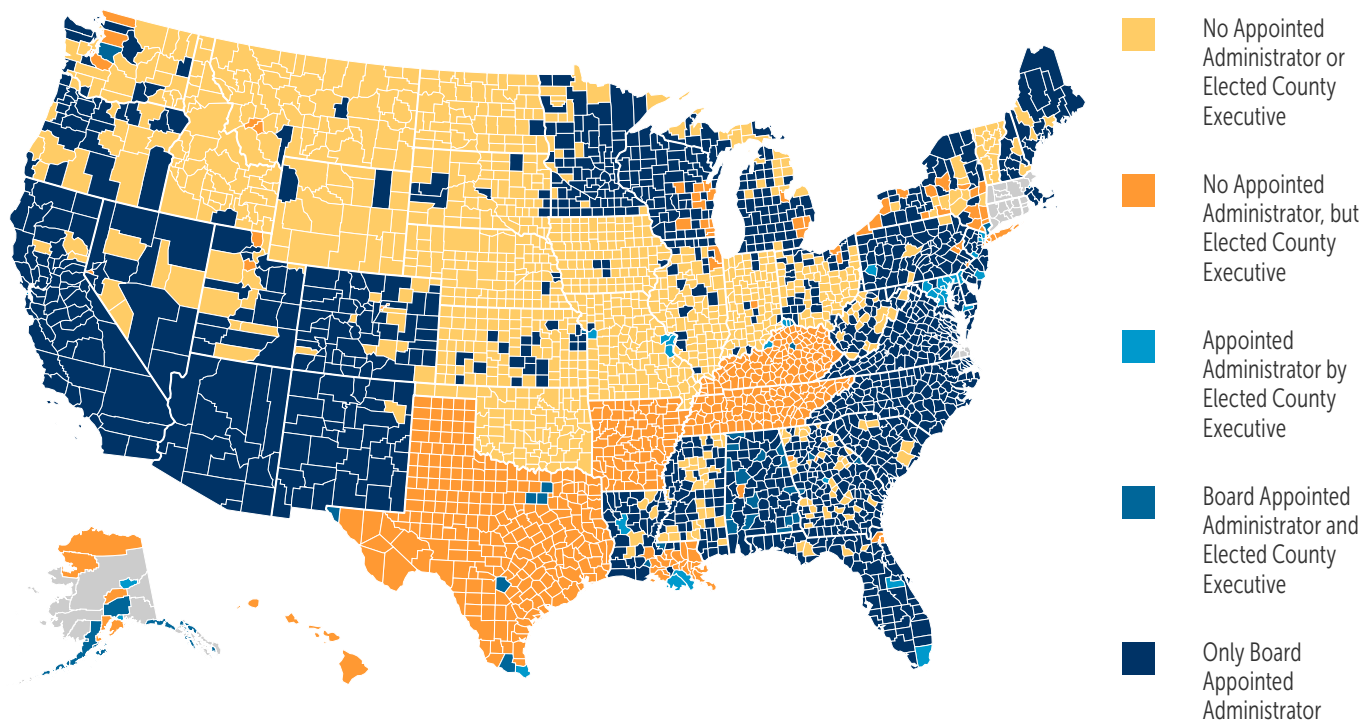 No Appointed
Administrator or
Elected County
Executive
No Appointed
Administrator, but
Elected County
Executive
Appointed
Administrator by
Elected County
Executive
Board Appointed
Administrator and
Elected County
Executive
Only Board
Appointed
Administrator